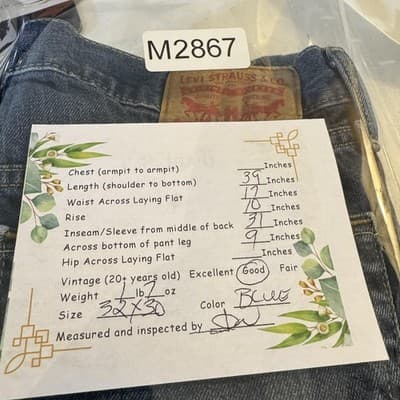 M2867
LEVI STRAUSS & CO.
Chest (armpit to armpit) Inches
Length (shoulder to bottom) 39 Inches
Waist Across Laying Flat 17 Inches
Rise 10 Inches
Inseam/Sleeve from middle of back 31 Inches
Across bottom of pant leg 9 Inches
Hip Across Laying Flat Inches
Vintage (20+ years old) Excellent Good Fair
Weight 1 lb 7 oz
Size 32X30 Color BLUE
Measured and inspected by